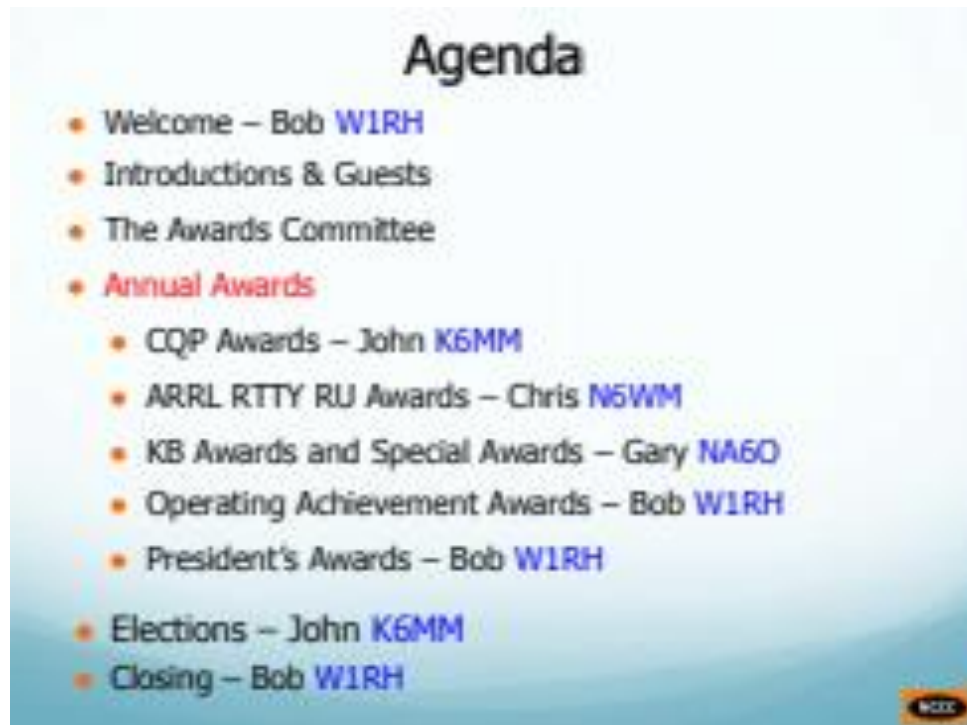 Agenda
Welcome – Bob W1RH
Introductions & Guests
The Awards Committee
Annual Awards
CQP Awards – John K6MM
ARRL RTTY RU Awards – Chris N6WM
KB Awards and Special Awards – Gary NA6O
Operating Achievement Awards – Bob W1RH
President's Awards – Bob W1RH
Elections – John K6MM
Closing – Bob W1RH
NCCC